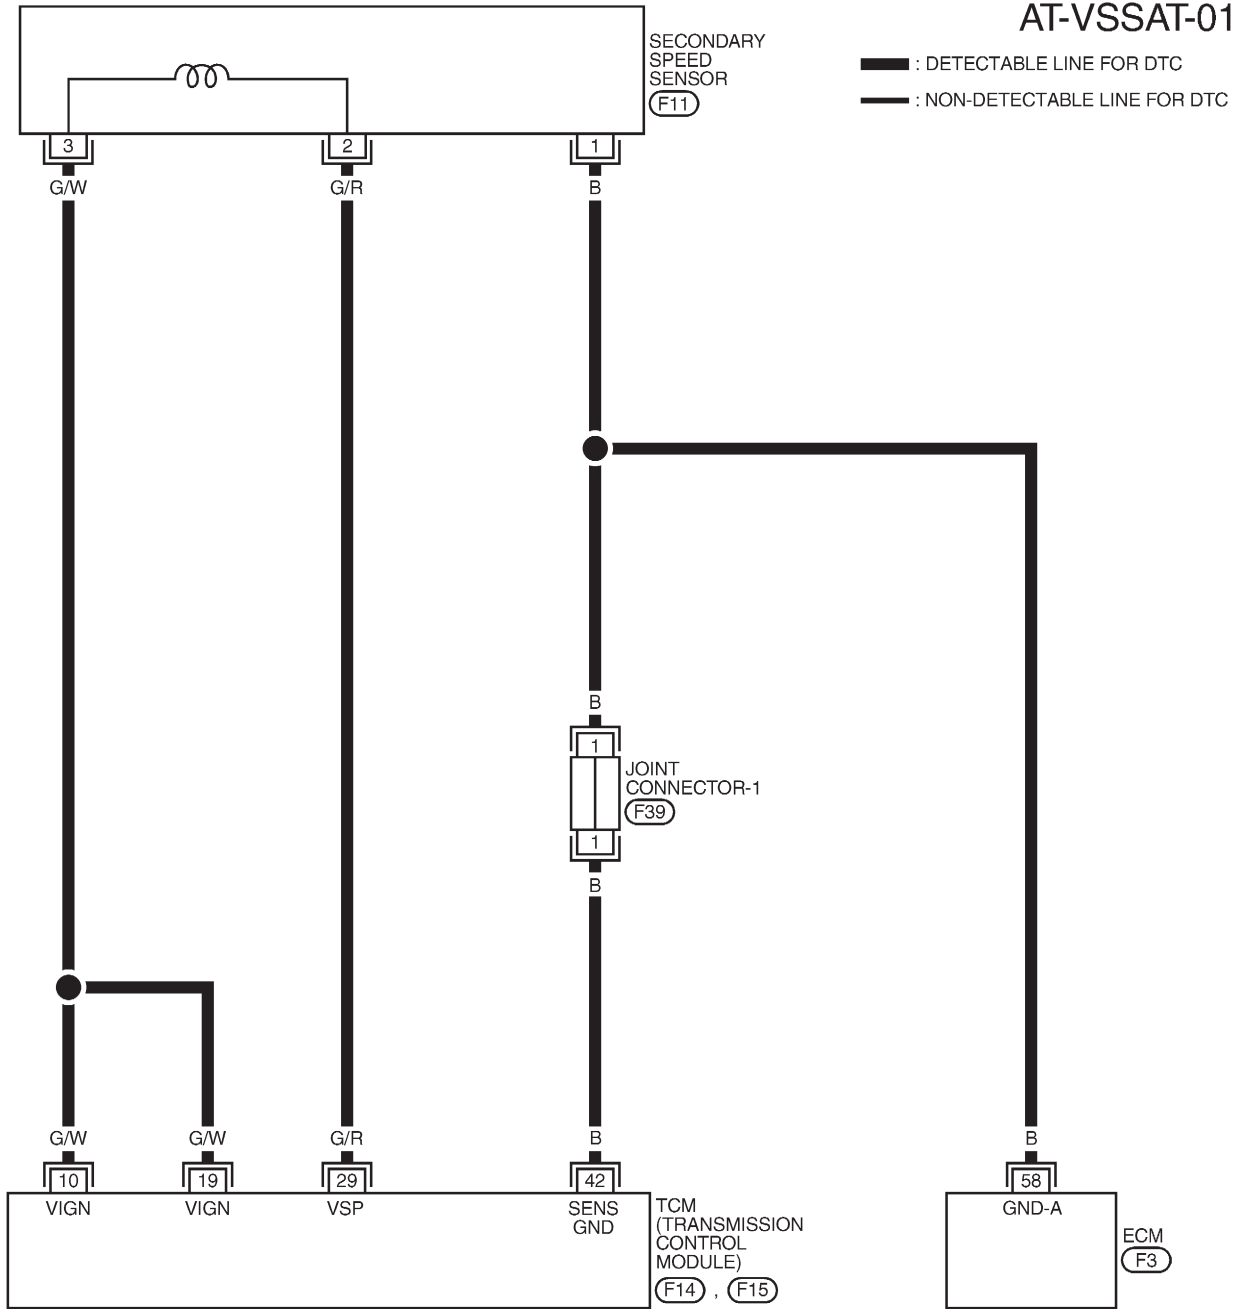 AT-VSSAT-01
: DETECTABLE LINE FOR DTC
: NON-DETECTABLE LINE FOR DTC
SECONDARY
SPEED
SENSOR
F11
3 2 1
G/W G/R B
B
1
JOINT
CONNECTOR-1
F39
1
B
G/W G/W G/R B B
10 19 29 42 58
VIGN VIGN VSP SENS GND-A
GND
TCM
(TRANSMISSION
CONTROL
MODULE)
F14 , F15
ECM
F3